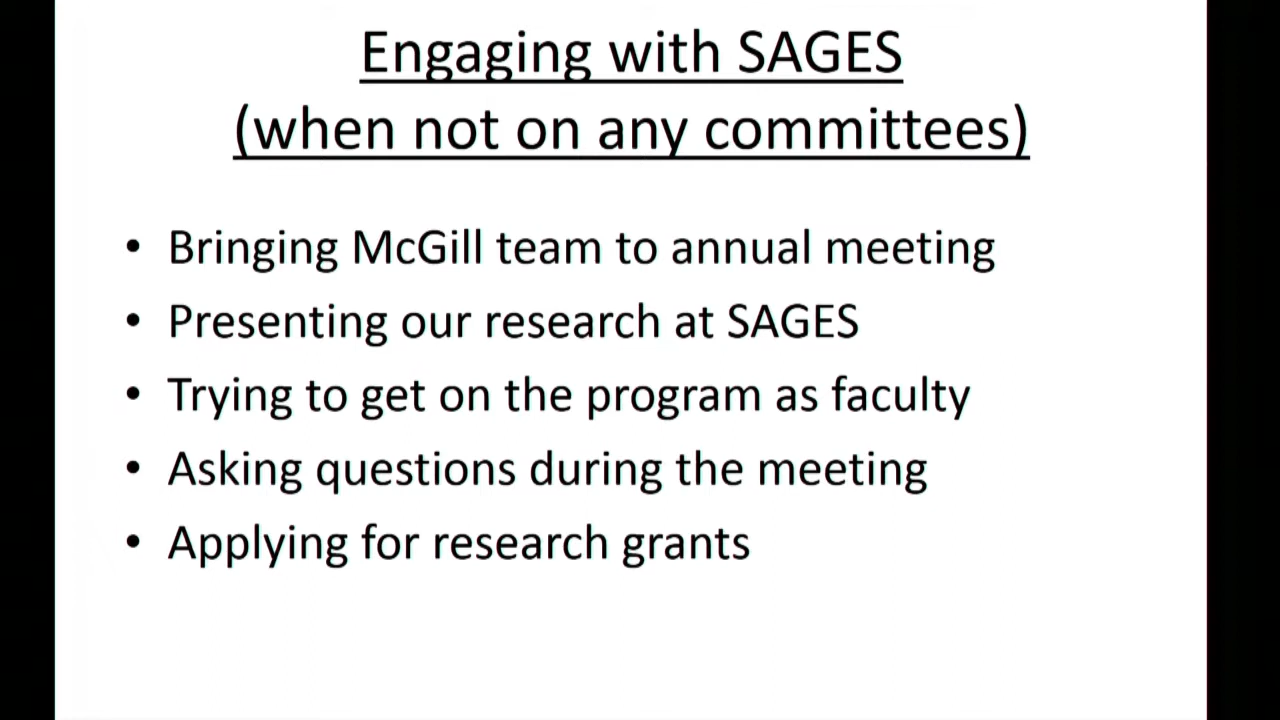 Engaging with SAGES
(when not on any committees)
• Bringing McGill team to annual meeting
• Presenting our research at SAGES
• Trying to get on the program as faculty
• Asking questions during the meeting
• Applying for research grants